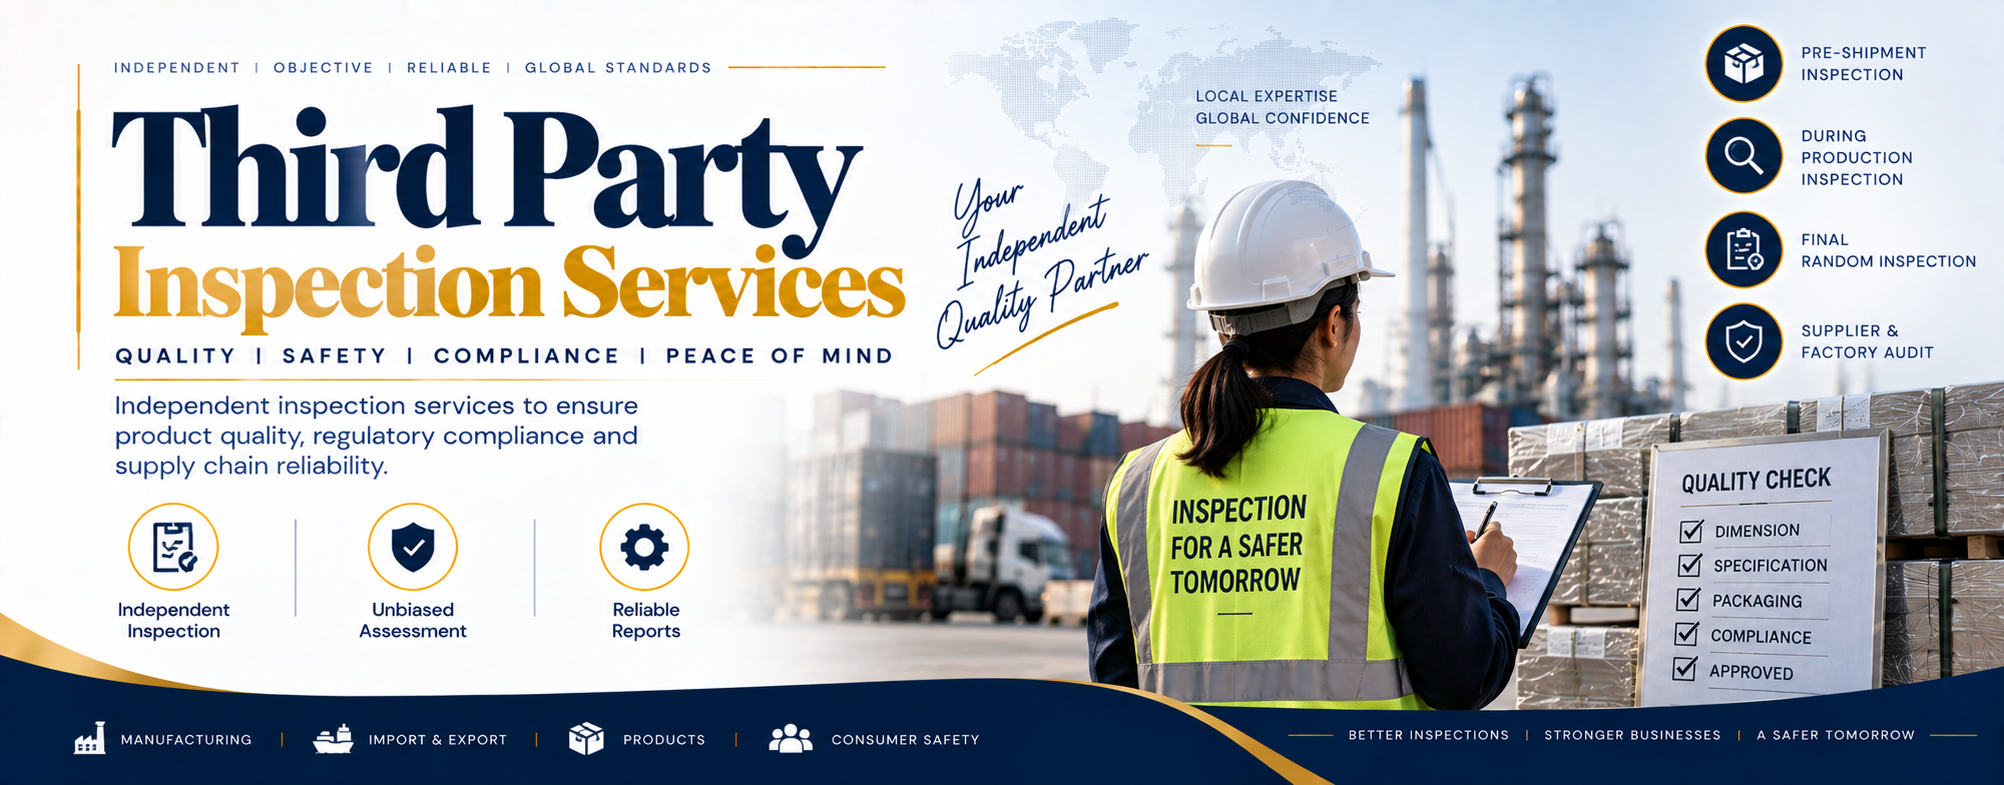 INDEPENDENT | OBJECTIVE | RELIABLE | GLOBAL STANDARDS
Third Party
Inspection Services
QUALITY | SAFETY | COMPLIANCE | PEACE OF MIND
Independent inspection services to ensure
product quality, regulatory compliance and
supply chain reliability.
Independent
Inspection
Unbiased
Assessment
Reliable
Reports
LOCAL EXPERTISE
GLOBAL CONFIDENCE
Your
Independent
Quality Partner
PRE-SHIPMENT
INSPECTION
DURING
PRODUCTION
INSPECTION
FINAL
RANDOM INSPECTION
SUPPLIER &
FACTORY AUDIT
INSPECTION
FOR A SAFER
TOMORROW
QUALITY CHECK
DIMENSION
SPECIFICATION
PACKAGING
COMPLIANCE
APPROVED
MANUFACTURING | IMPORT & EXPORT | PRODUCTS | CONSUMER SAFETY
BETTER INSPECTIONS | STRONGER BUSINESSES | A SAFER TOMORROW